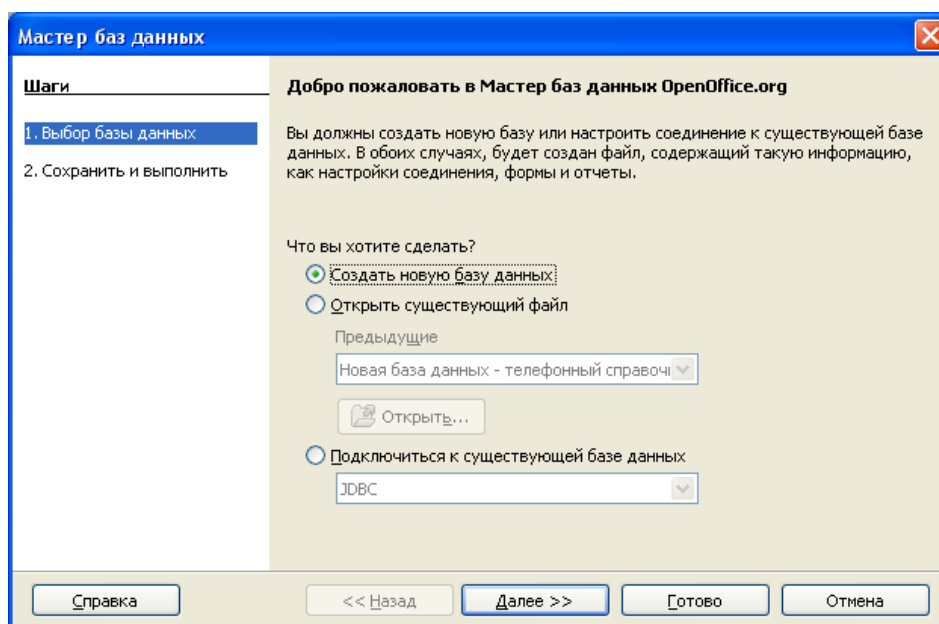 Мастер баз данных
Шаги
1. Выбор базы данных
2. Сохранить и выполнить
Добро пожаловать в Мастер баз данных OpenOffice.org
Вы должны создать новую базу или настроить соединение к существующей базе
данных. В обоих случаях, будет создан файл, содержащий такую информацию,
как настройки соединения, формы и отчеты.
Что вы хотите сделать?
Создать новую базу данных
Открыть существующий файл
Предыдущие
Новая база данных - телефонный справочі
Открыть...
Подключиться к существующей базе данных
JDBC
Справка
<< Назад
Далее >>
Готово
Отмена